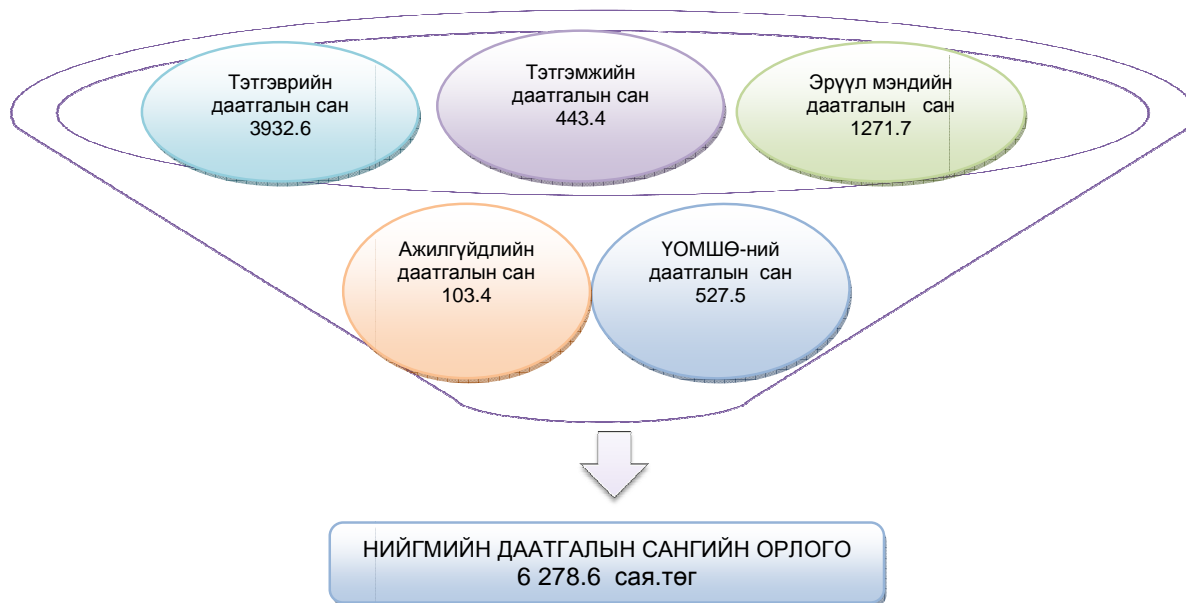 Тэтгэврийн
даатгалын сан
3932.6
Тэтгэмжийн
даатгалын сан
443.4
Эрүүл мэндийн
даатгалын сан
1271.7
Ажилгүйдлийн
даатгалын сан
103.4
ҮОМШӨ-ний
даатгалын сан
527.5
НИЙГМИЙН ДААТГАЛЫН САНГИЙН ОРЛОГО
6 278.6 сая.төг